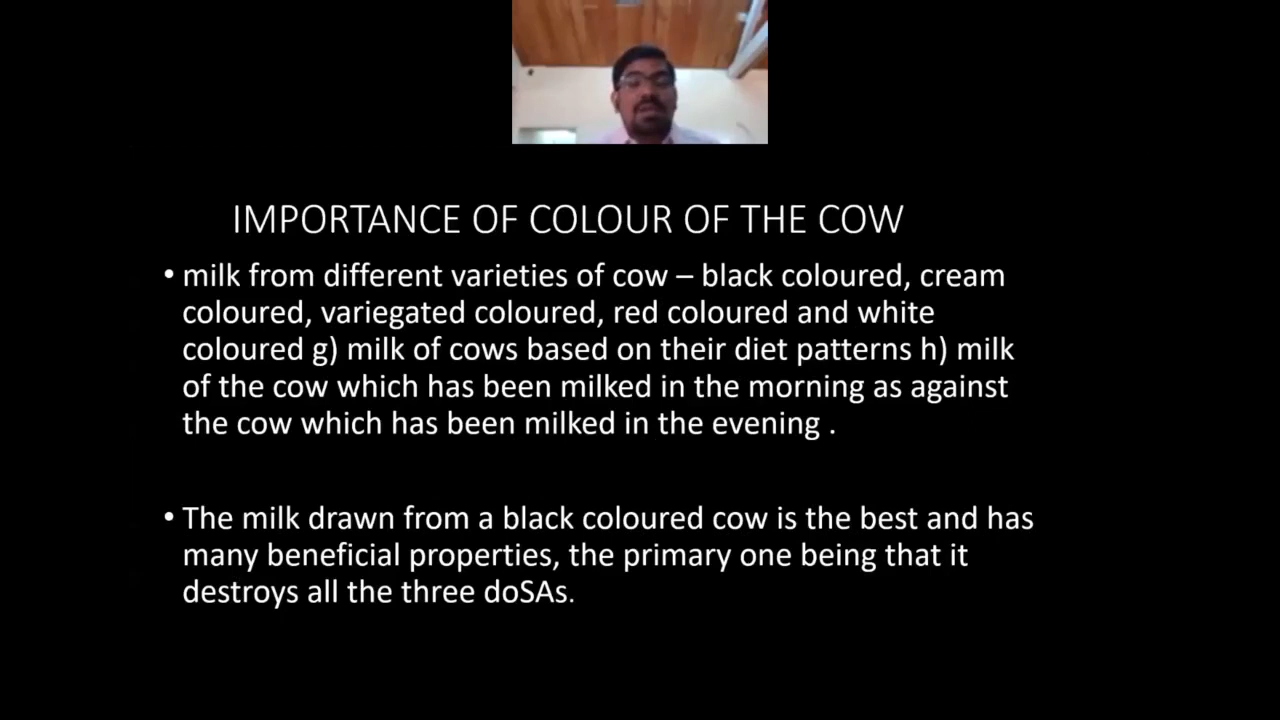 IMPORTANCE OF COLOUR OF THE COW
• milk from different varieties of cow – black coloured, cream
coloured, variegated coloured, red coloured and white
coloured g) milk of cows based on their diet patterns h) milk
of the cow which has been milked in the morning as against
the cow which has been milked in the evening .
• The milk drawn from a black coloured cow is the best and has
many beneficial properties, the primary one being that it
destroys all the three doSAs.